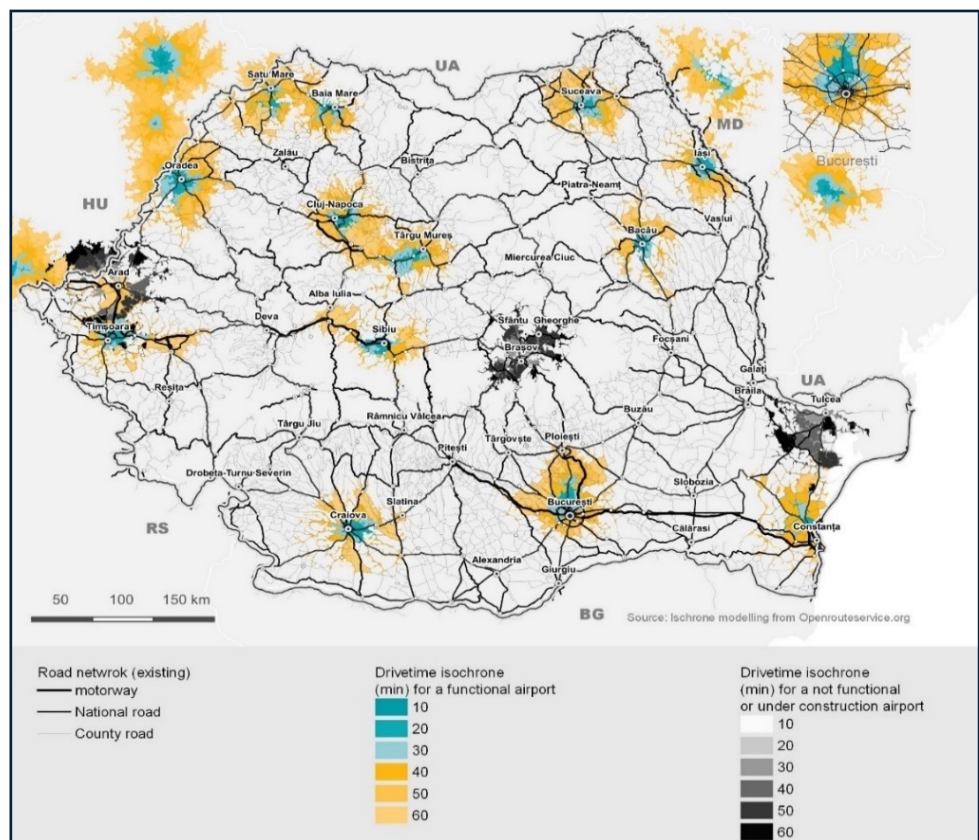 UA
Satu Mare
Baia Mare
Suceava
MD
București
Zalău
Bistrița
Iași
Oradea
Piatra-Neamț
HU
Cluj-Napoca
Târgu Mureș
Vaslui
Bacău
Miercurea Ciuc
Arad
Alba Iulia
Deva
Timșoara
Sibiu
Sfântu Gheorghe
Brașov
Focșani
Galați
Reșița
Brăila
UA
Tulcea
Râmnicu Vâlcea
Buzău
Târgu Jiu
Pitești
Târgovște
Ploiești
Drobeta-Turnu-Severin
Slobozia
RS
Craiova
Slatina
București
Constanța
Călărasi
Alexandria
Giurgiu
50 100 150 km
BG
Source: Ischrone modelling from Openrouteservice.org
Road netwrok (existing)
motorway
National road
County road
Drivetime isochrone
(min) for a functional airport
10
20
30
40
50
60
Drivetime isochrone
(min) for a not functional
or under construction airport
10
20
30
40
50
60